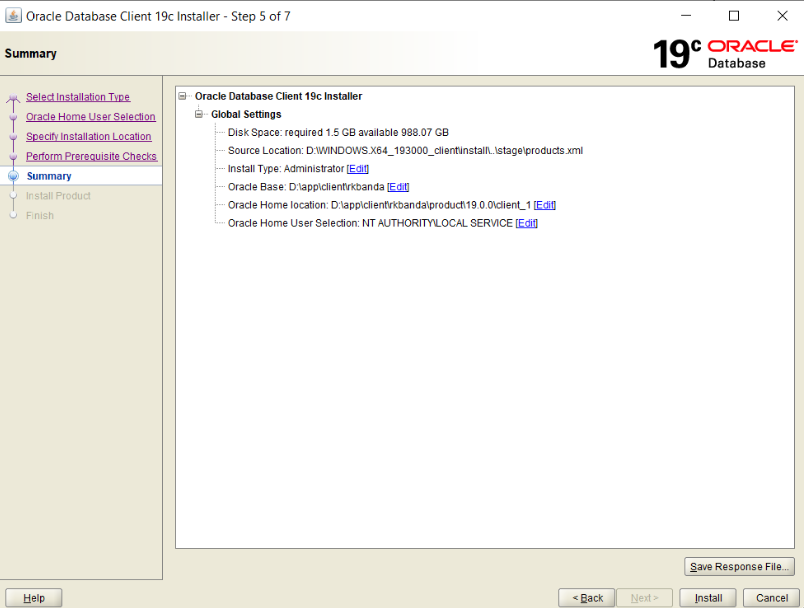 Oracle Database Client 19c Installer - Step 5 of 7
Summary
19c ORACLE
Database
Select Installation Type
Oracle Home User Selection
Specify Installation Location
Perform Prerequisite Checks
Summary
Install Product
Finish
Oracle Database Client 19c Installer
Global Settings
Disk Space: required 1.5 GB available 988.07 GB
Source Location: D:\WINDOWS.X64_193000_client\install\..\stage\products.xml
Install Type: Administrator [Edit]
Oracle Base: D:\app\client\rkbanda [Edit]
Oracle Home location: D:\app\client\rkbanda\product\19.0.0\client_1 [Edit]
Oracle Home User Selection: NT AUTHORITY\LOCAL SERVICE [Edit]
Save Response File...
Help
< Back
Next >
Install
Cancel